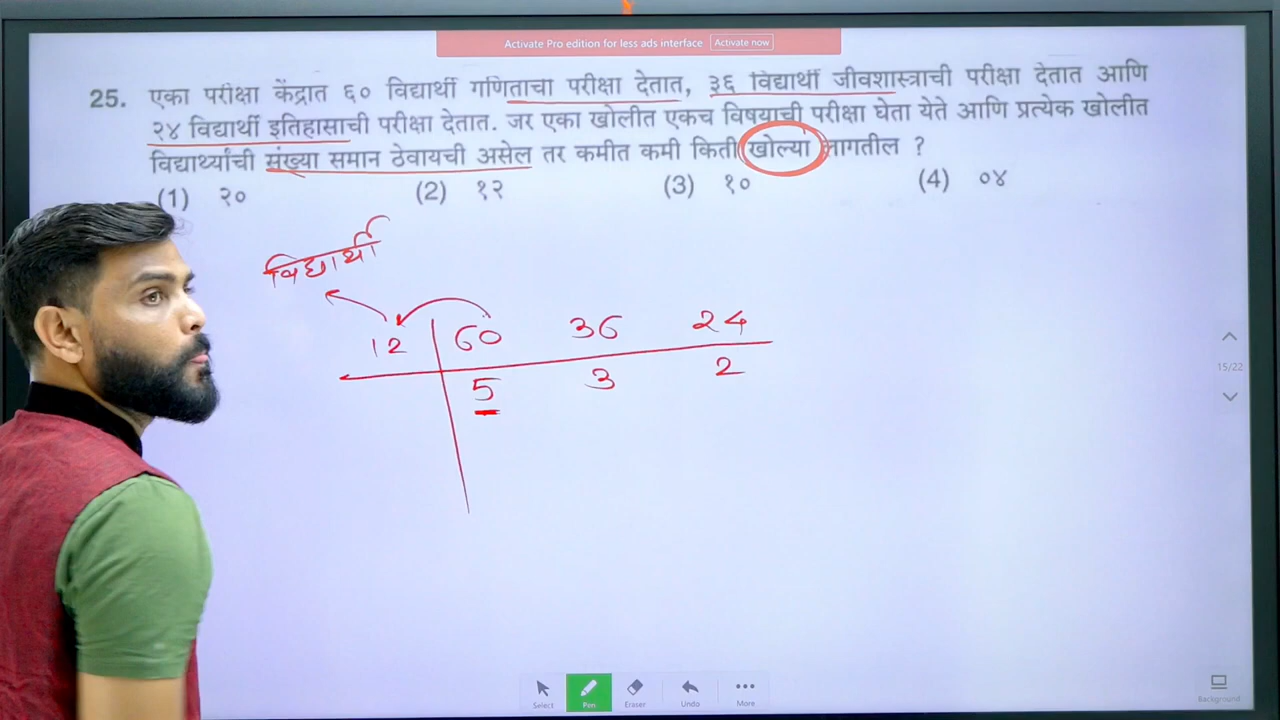 Activate Pro edition for less ads interface Activate now
25. एका परीक्षा केंद्रात ६० विद्यार्थी गणिताचा परीक्षा देतात, ३६ विद्यार्थी जीवशास्त्राची परीक्षा देतात आणि
२४ विद्यार्थी इतिहासाची परीक्षा देतात. जर एका खोलीत एकच विषयाची परीक्षा घेता येते आणि प्रत्येक खोलीत
विद्यार्थ्यांची संख्या समान ठेवायची असेल तर कमीत कमी किती खोल्या लागतील ?
(1) २० (2) १२ (3) १० (4) ०४
विद्यार्थी
12 60 36 24
5 3 2
15/22
Select Pen Eraser Undo More Background